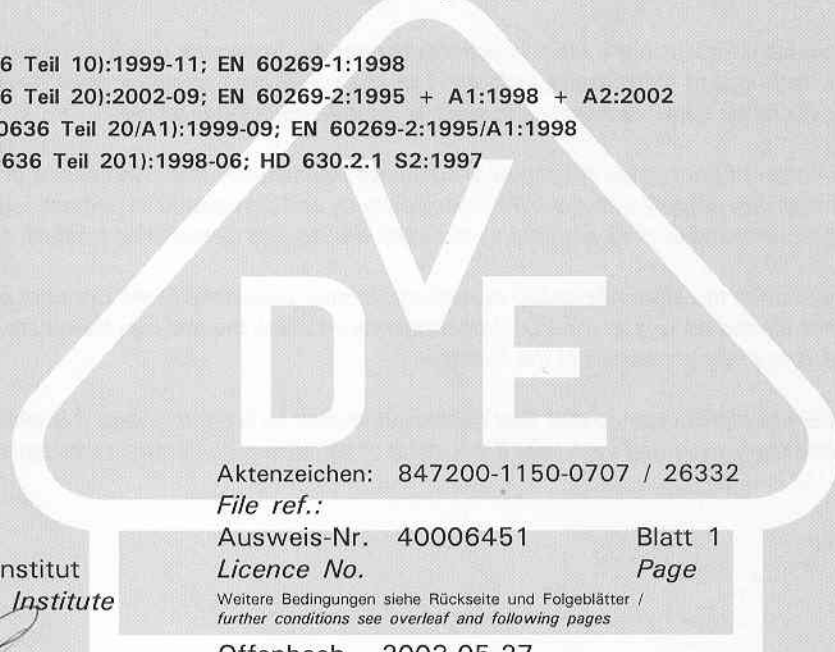 6 Teil 10):1999-11; EN 60269-1:1998
6 Teil 20):2002-09; EN 60269-2:1995 + A1:1998 + A2:2002
0636 Teil 20/A1):1999-09; EN 60269-2:1995/A1:1998
636 Teil 201):1998-06; HD 630.2.1 S2:1997
VDE
Aktenzeichen: 847200-1150-0707 / 26332
File ref.:
Ausweis-Nr. 40006451 Blatt 1
nstitut Licence No. Page
Institute Weitere Bedingungen siehe Rückseite und Folgeblätter /
further conditions see overleaf and following pages
Offenbach